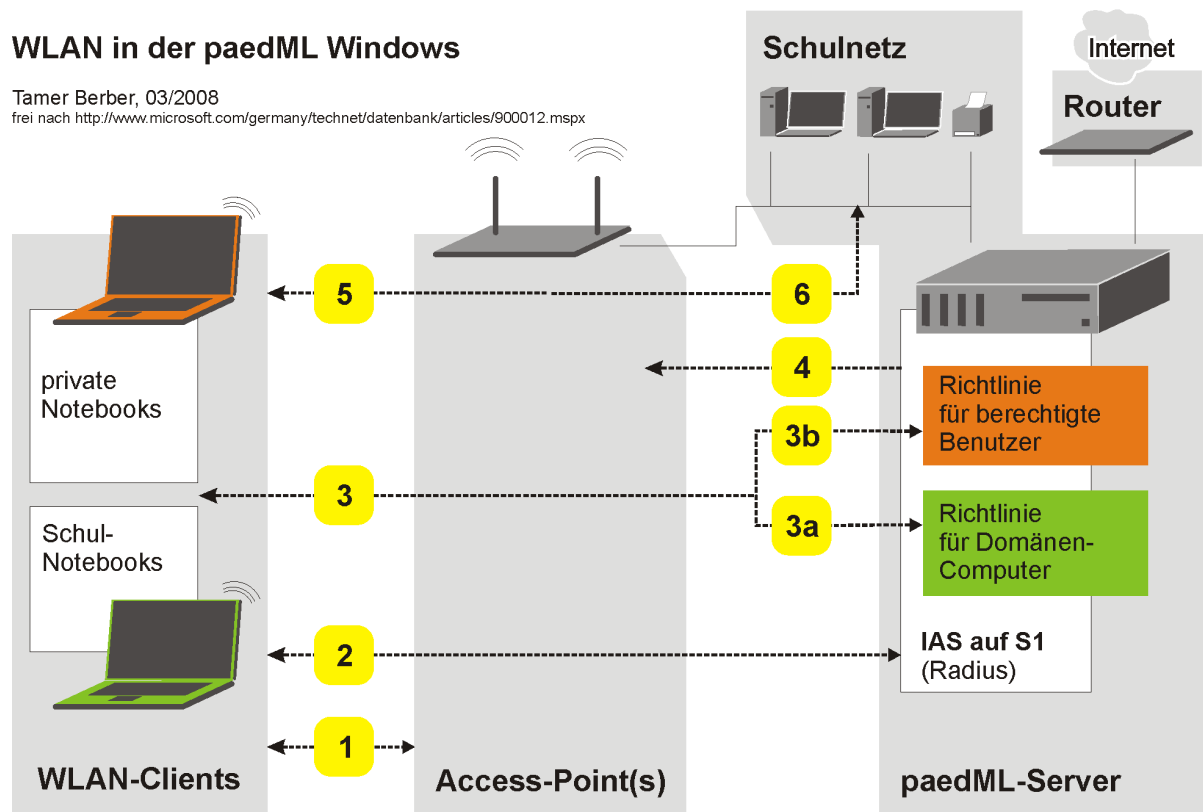 WLAN in der paedML Windows
Tamer Berber, 03/2008
frei nach http://www.microsoft.com/germany/technet/datenbank/articles/900012.mspx
Schulnetz
Internet
Router
5
6
private
Notebooks
4
Richtlinie
für berechtigte
Benutzer
3b
3
3a
Schul-
Notebooks
Richtlinie
für Domänen-
Computer
2
IAS auf S1
(Radius)
1
WLAN-Clients
Access-Point(s)
paedML-Server